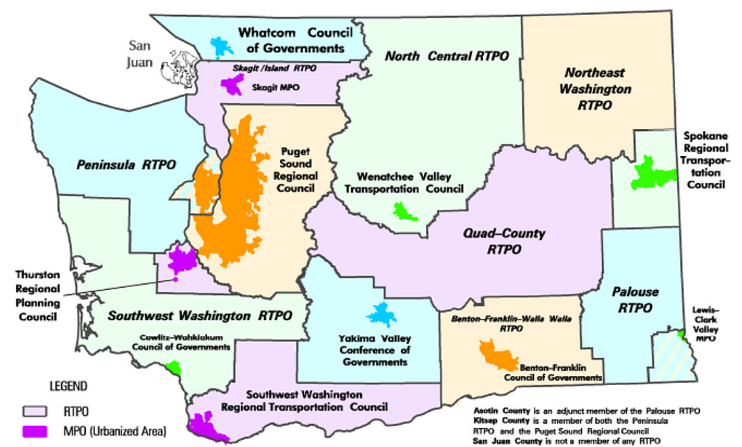 Whatcom Council
of Governments
San
Juan
Skagit /Island RTPO
Skagit MPO
North Central RTPO
Northeast
Washington
RTPO
Spokane
Regional
Transpor-
tation
Council
Peninsula RTPO
Puget
Sound
Regional
Council
Wenatchee Valley
Transportation Council
Quad–County
RTPO
Thurston
Regional
Planning
Council
Palouse
RTPO
Southwest Washington RTPO
Cowlitz–Wahkiakum
Council of Governments
Yakima Valley
Conference of
Governments
Benton–Franklin–Walla Walla
RTPO
Benton–Franklin
Council of Governments
Lewis–
Clark
Valley
MPO
Southwest Washington
Regional Transportation Council
LEGEND
RTPO
MPO (Urbanized Area)
Asotin County is an adjunct member of the Palouse RTPO
Kitsap County is a member of both the Peninsula
RTPO and the Puget Sound Regional Council
San Juan County is not a member of any RTPO